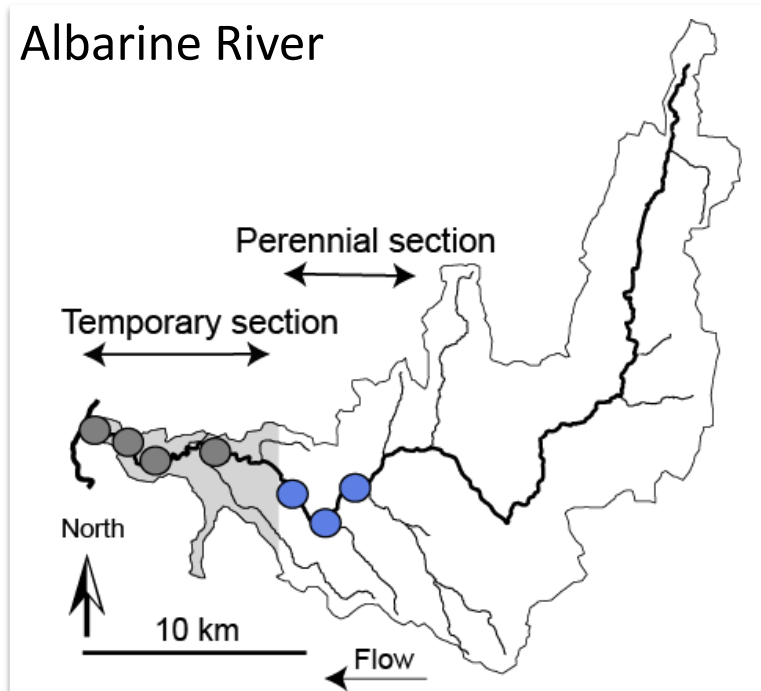 Albarine River
Perennial section
Temporary section
North
10 km
Flow